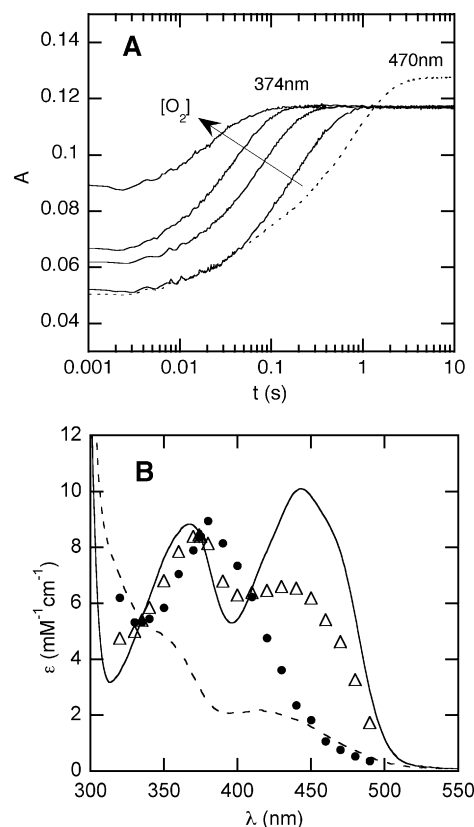 0.14
A
470nm
374nm
0.12
[O2]
0.1
A
0.08
0.06
0.04
0.001 0.01 0.1 1 10
t (s)
12
B
10
8
6
ε (mM⁻¹cm⁻¹)
4
2
0
300 350 400 450 500 550
λ (nm)